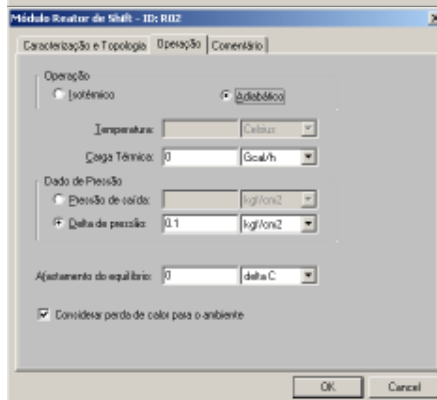 Módulo Reator de Shift - ID: R02
Caracterização e Topologia Operação Comentário
Operação
Isotérmico Adiabático
Temperatura: Celsius
Carga Térmica: 0 Gcal/h
Dado de Pressão
Pressão de saída: kgf/cm2
Delta de pressão: 0.1 kgf/cm2
Afastamento do equilíbrio: 0 delta C
Considerar perda de calor para o ambiente
OK Cancel